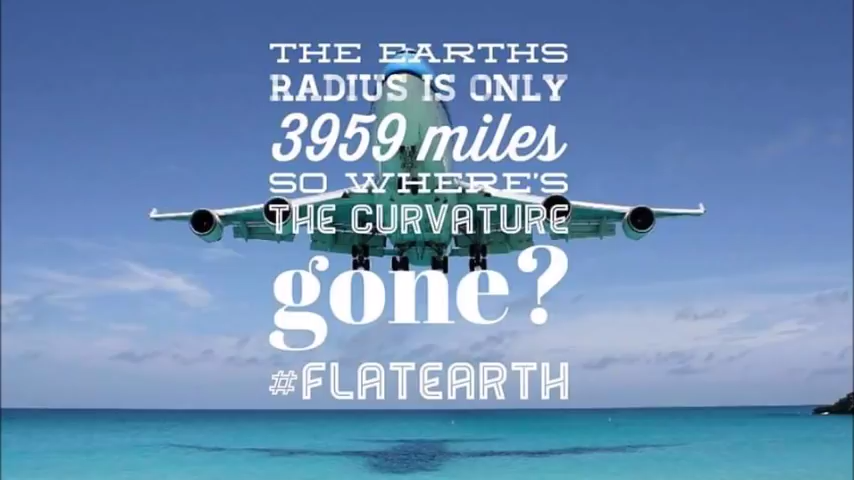 THE EARTHS
RADIUS IS ONLY
3959 miles
SO WHERE'S
THE CURVATURE
gone?
#FLATEARTH